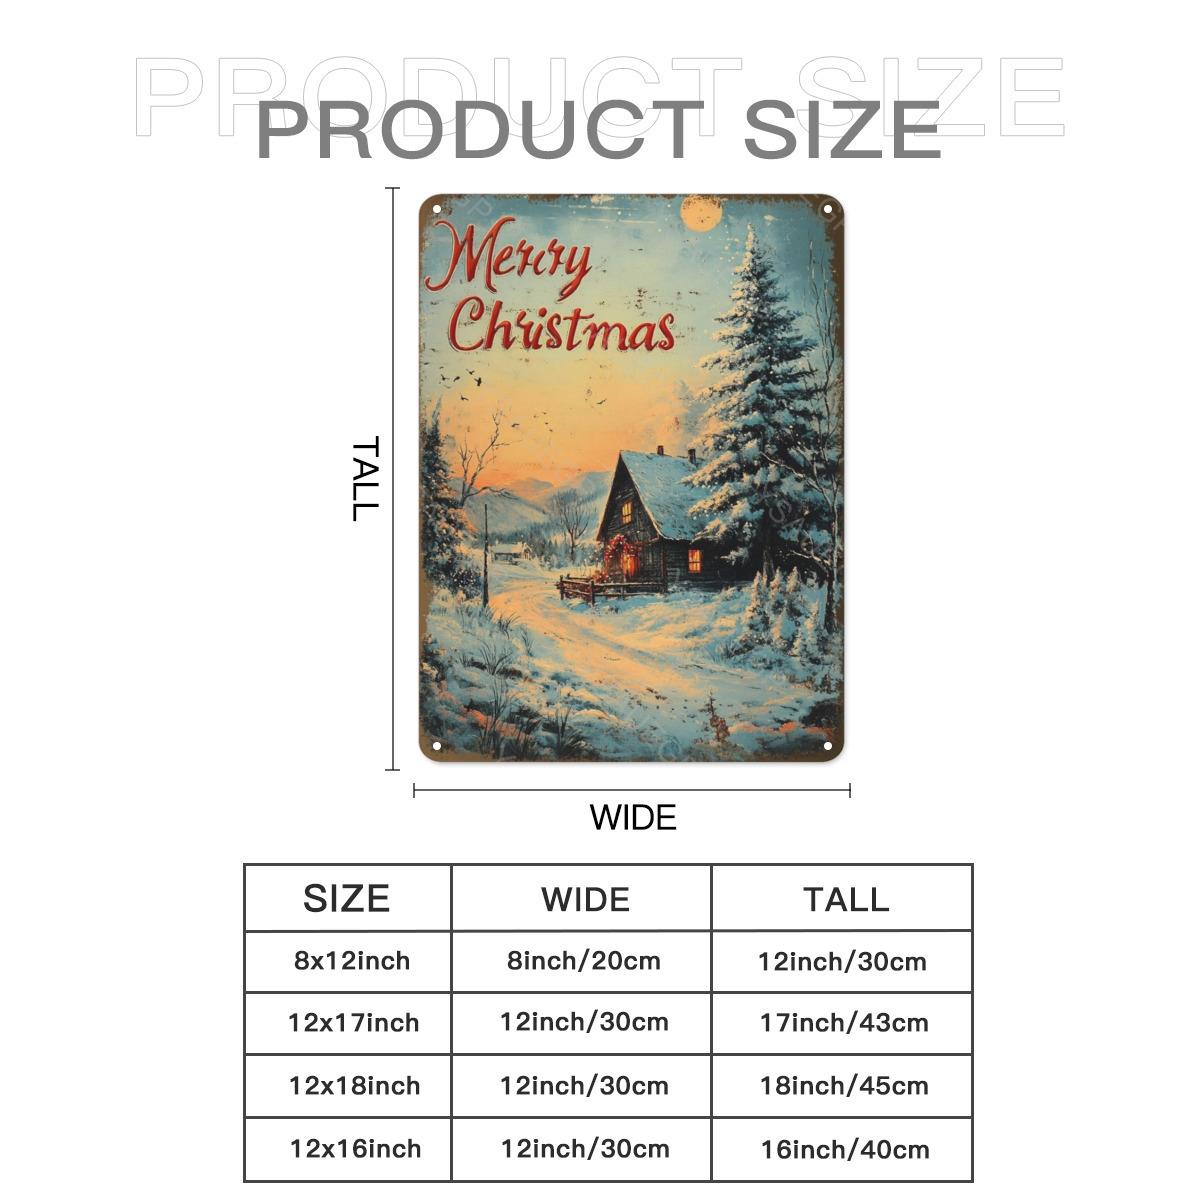 PRODUCT SIZE
PRODUCT SIZE
Merry
Christmas
TALL
WIDE
SIZE WIDE TALL
8x12inch 8inch/20cm 12inch/30cm
12x17inch 12inch/30cm 17inch/43cm
12x18inch 12inch/30cm 18inch/45cm
12x16inch 12inch/30cm 16inch/40cm